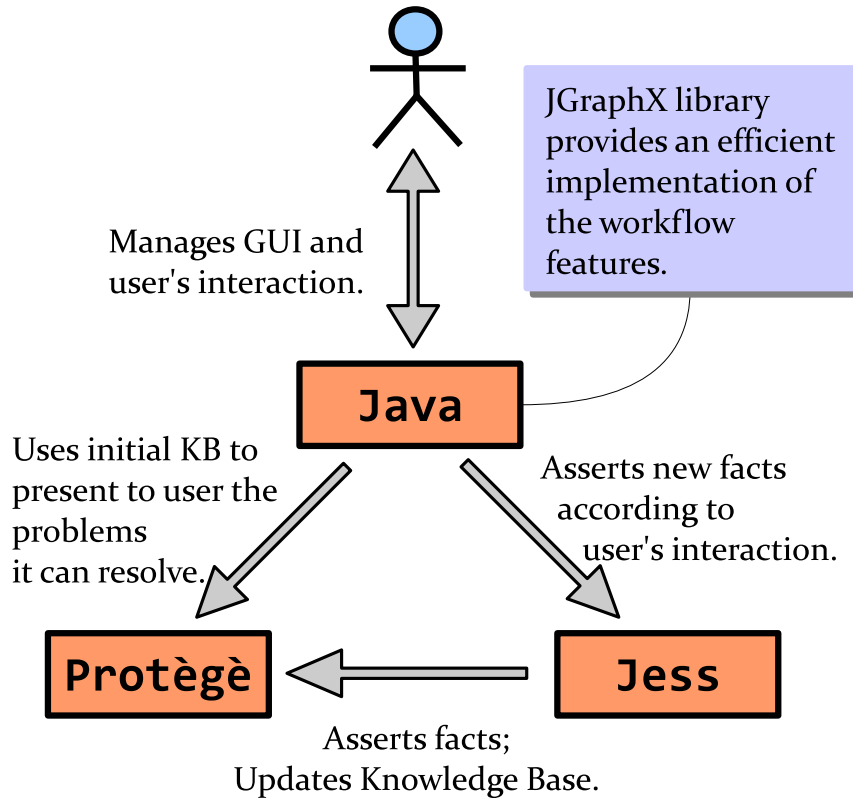 JGraphX library
provides an efficient
implementation of
the workflow
features.
Manages GUI and
user's interaction.
Java
Uses initial KB to
present to user the
problems
it can resolve.
Asserts new facts
according to
user's interaction.
Protègè
Jess
Asserts facts;
Updates Knowledge Base.